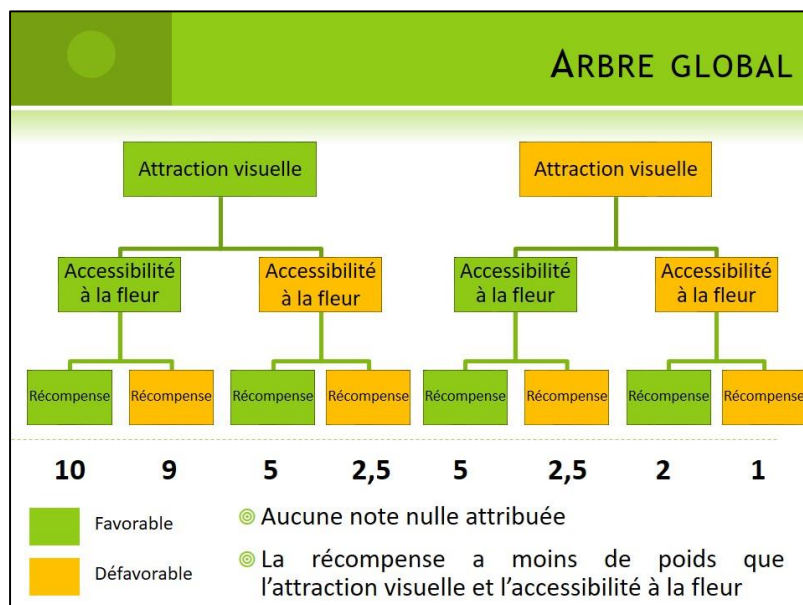 ARBRE GLOBAL
Attraction visuelle
Attraction visuelle
Accessibilité
à la fleur
Accessibilité
à la fleur
Accessibilité
à la fleur
Accessibilité
à la fleur
Récompense
Récompense
Récompense
Récompense
Récompense
Récompense
Récompense
Récompense
10 9 5 2,5 5 2,5 2 1
Favorable
Défavorable
Aucune note nulle attribuée
La récompense a moins de poids que
l’attraction visuelle et l’accessibilité à la fleur